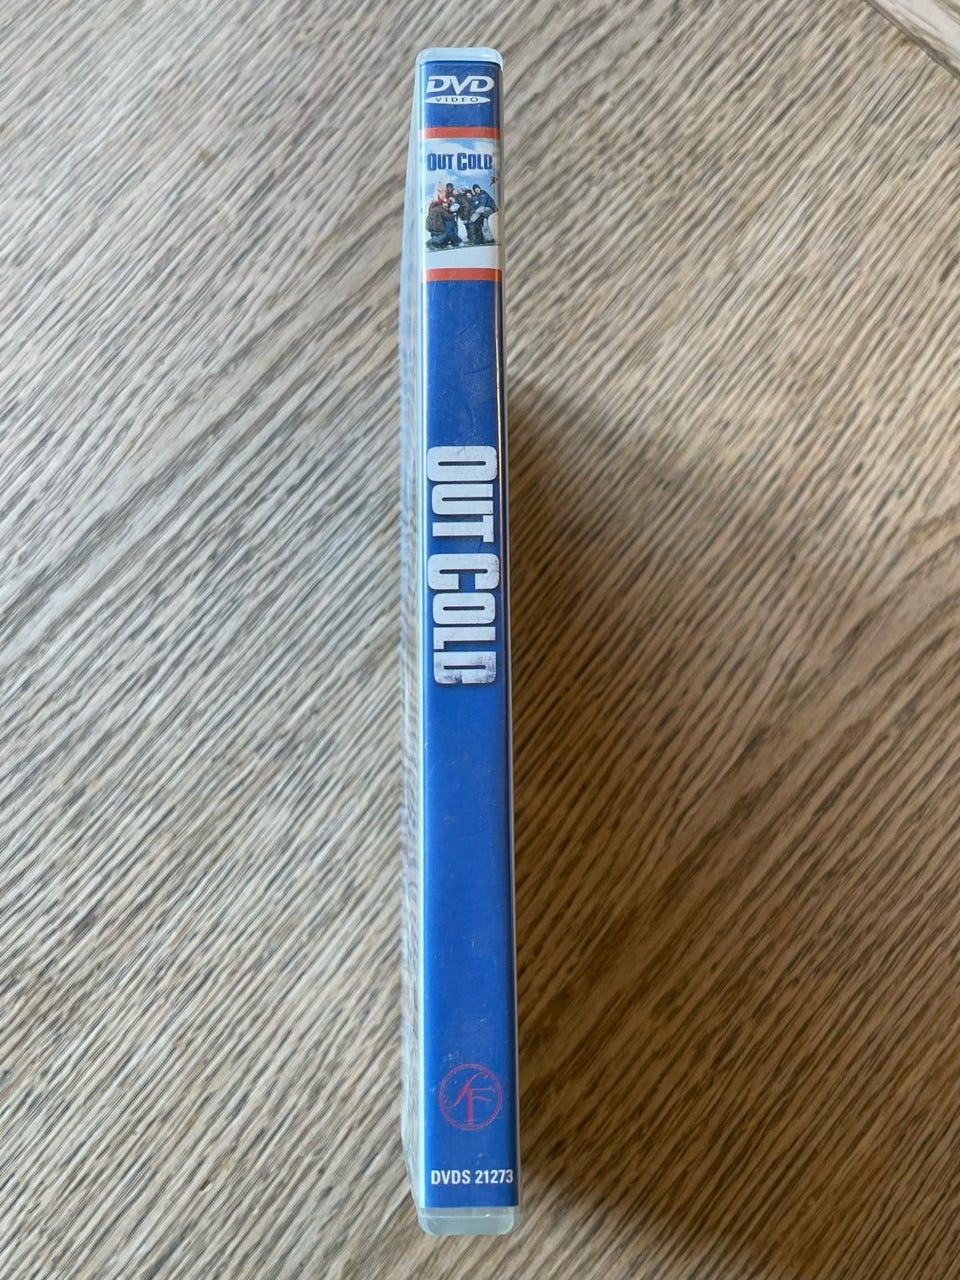 DVD
VIDEO
OUT COLD
OUT COLD
SF
DVDS 21273